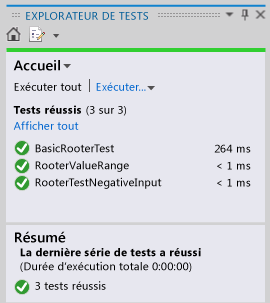 EXPLORATEUR DE TESTS
Accueil
Exécuter tout | Exécuter...
Tests réussis (3 sur 3)
Afficher tout
BasicRooterTest 264 ms
RooterValueRange < 1 ms
RooterTestNegativeInput < 1 ms
Résumé
La dernière série de tests a réussi
(Durée d'exécution totale 0:00:00)
3 tests réussis